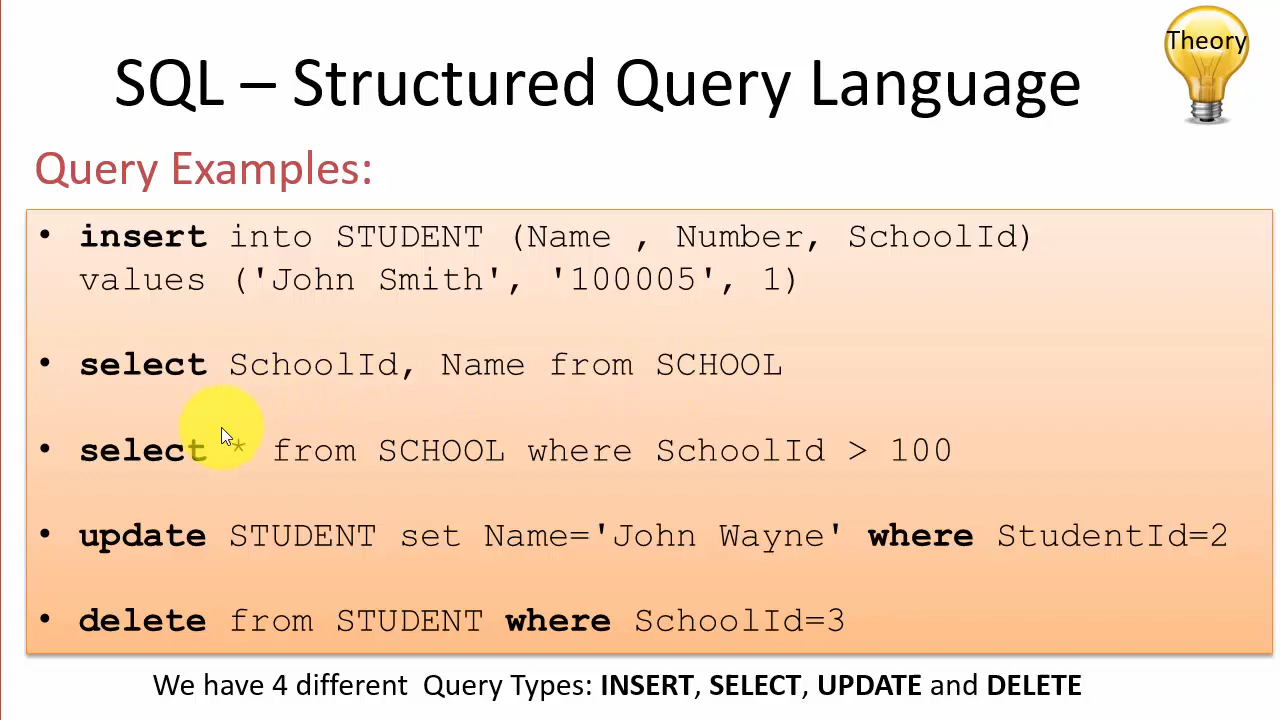 Theory
SQL – Structured Query Language
Query Examples:
• insert into STUDENT (Name , Number, SchoolId)
values ('John Smith', '100005', 1)
• select SchoolId, Name from SCHOOL
• select * from SCHOOL where SchoolId > 100
• update STUDENT set Name='John Wayne' where StudentId=2
• delete from STUDENT where SchoolId=3
We have 4 different Query Types: INSERT, SELECT, UPDATE and DELETE